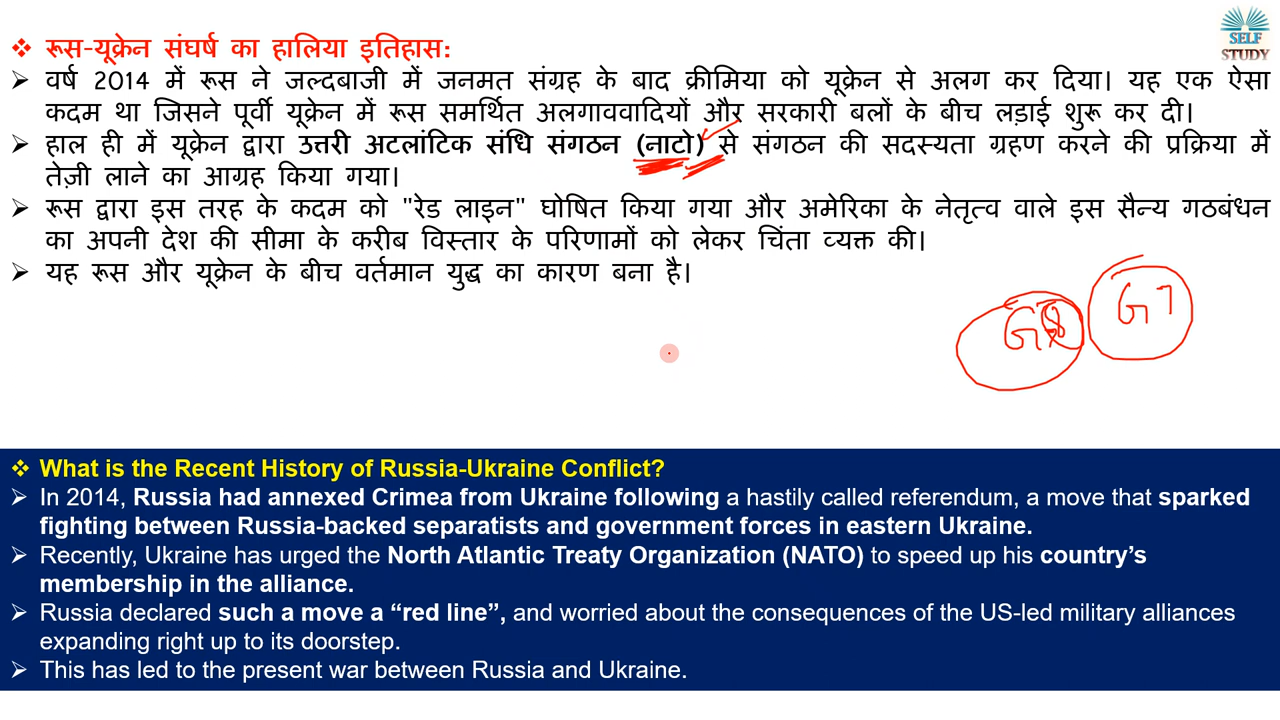 SELF
STUDY
❖ रूस-यूक्रेन संघर्ष का हालिया इतिहास:
➢ वर्ष 2014 में रूस ने जल्दबाजी में जनमत संग्रह के बाद क्रीमिया को यूक्रेन से अलग कर दिया। यह एक ऐसा
कदम था जिसने पूर्वी यूक्रेन में रूस समर्थित अलगाववादियों और सरकारी बलों के बीच लड़ाई शुरू कर दी।
➢ हाल ही में यूक्रेन द्वारा उत्तरी अटलांटिक संधि संगठन (नाटो) से संगठन की सदस्यता ग्रहण करने की प्रक्रिया में
तेज़ी लाने का आग्रह किया गया।
➢ रूस द्वारा इस तरह के कदम को "रेड लाइन" घोषित किया गया और अमेरिका के नेतृत्व वाले इस सैन्य गठबंधन
का अपनी देश की सीमा के करीब विस्तार के परिणामों को लेकर चिंता व्यक्त की।
➢ यह रूस और यूक्रेन के बीच वर्तमान युद्ध का कारण बना है।
G8
G7
❖ What is the Recent History of Russia-Ukraine Conflict?
➢ In 2014, Russia had annexed Crimea from Ukraine following a hastily called referendum, a move that sparked
fighting between Russia-backed separatists and government forces in eastern Ukraine.
➢ Recently, Ukraine has urged the North Atlantic Treaty Organization (NATO) to speed up his country’s
membership in the alliance.
➢ Russia declared such a move a “red line”, and worried about the consequences of the US-led military alliances
expanding right up to its doorstep.
➢ This has led to the present war between Russia and Ukraine.